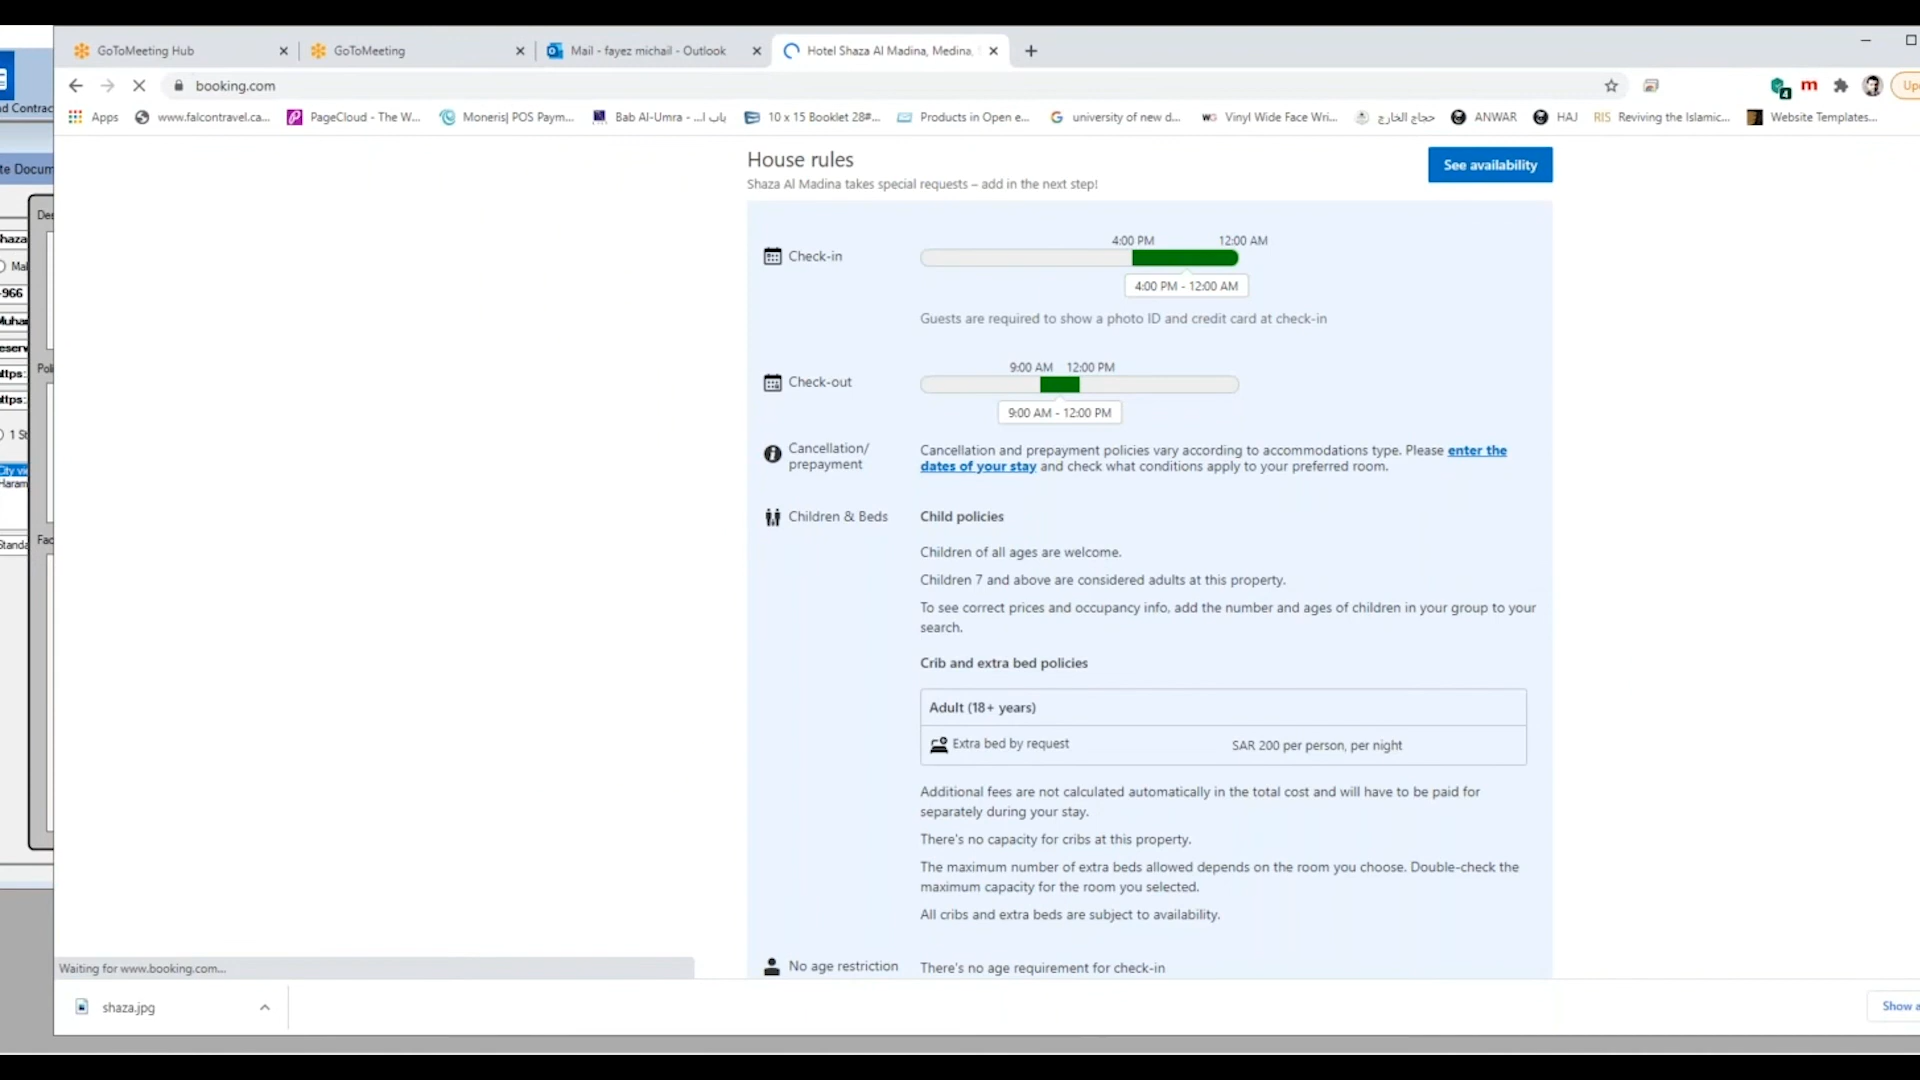 GoToMeeting Hub
GoToMeeting
Mail - fayez michail - Outlook
Hotel Shaza Al Madina, Medina,
booking.com
4
m
Apps
www.falcontravel.ca...
PageCloud - The W...
Moneris| POS Paym...
Bab Al-Umra - ... باب ا
10 x 15 Booklet 28#...
Products in Open e...
university of new d...
Vinyl Wide Face Wri...
حجاج الخارج
ANWAR
HAJ
RIS Reviving the Islamic...
Website Templates...
House rules
See availability
Shaza Al Madina takes special requests – add in the next step!
4:00 PM 12:00 AM
Check-in
4:00 PM - 12:00 AM
Guests are required to show a photo ID and credit card at check-in
9:00 AM 12:00 PM
Check-out
9:00 AM - 12:00 PM
Cancellation/
prepayment
Cancellation and prepayment policies vary according to accommodations type. Please enter the
dates of your stay and check what conditions apply to your preferred room.
Children & Beds
Child policies
Children of all ages are welcome.
Children 7 and above are considered adults at this property.
To see correct prices and occupancy info, add the number and ages of children in your group to your
search.
Crib and extra bed policies
Adult (18+ years)
Extra bed by request
SAR 200 per person, per night
Additional fees are not calculated automatically in the total cost and will have to be paid for
separately during your stay.
There's no capacity for cribs at this property.
The maximum number of extra beds allowed depends on the room you choose. Double-check the
maximum capacity for the room you selected.
All cribs and extra beds are subject to availability.
No age restriction
There's no age requirement for check-in
Waiting for www.booking.com...
shaza.jpg
Show